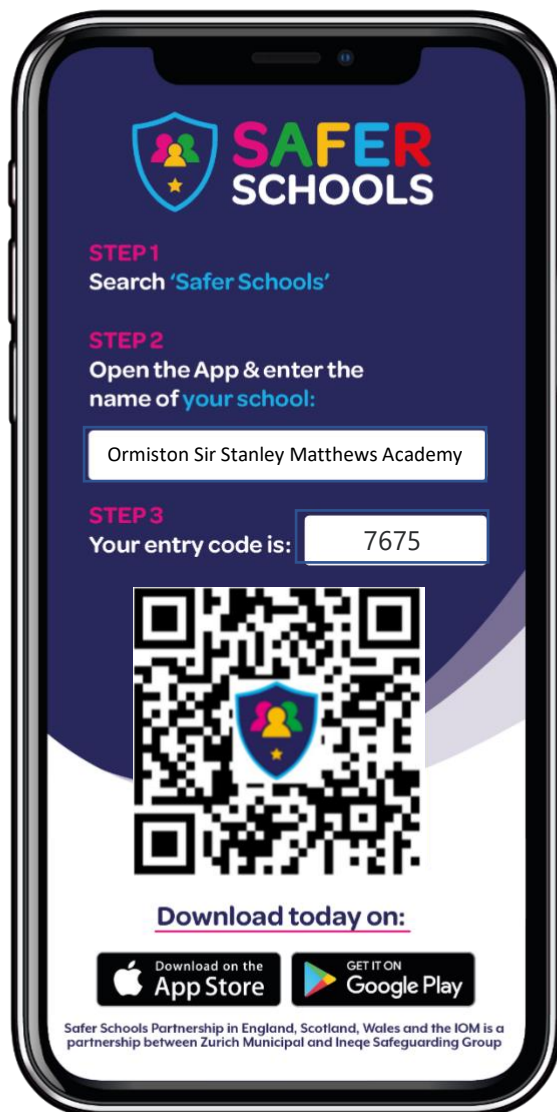 SAFER
SCHOOLS
STEP 1
Search ‘Safer Schools’
STEP 2
Open the App & enter the
name of your school:
Ormiston Sir Stanley Matthews Academy
STEP 3
Your entry code is: 7675
Download today on:
Download on the
App Store
GET IT ON
Google Play
Safer Schools Partnership in England, Scotland, Wales and the IOM is a
partnership between Zurich Municipal and Ineqe Safeguarding Group